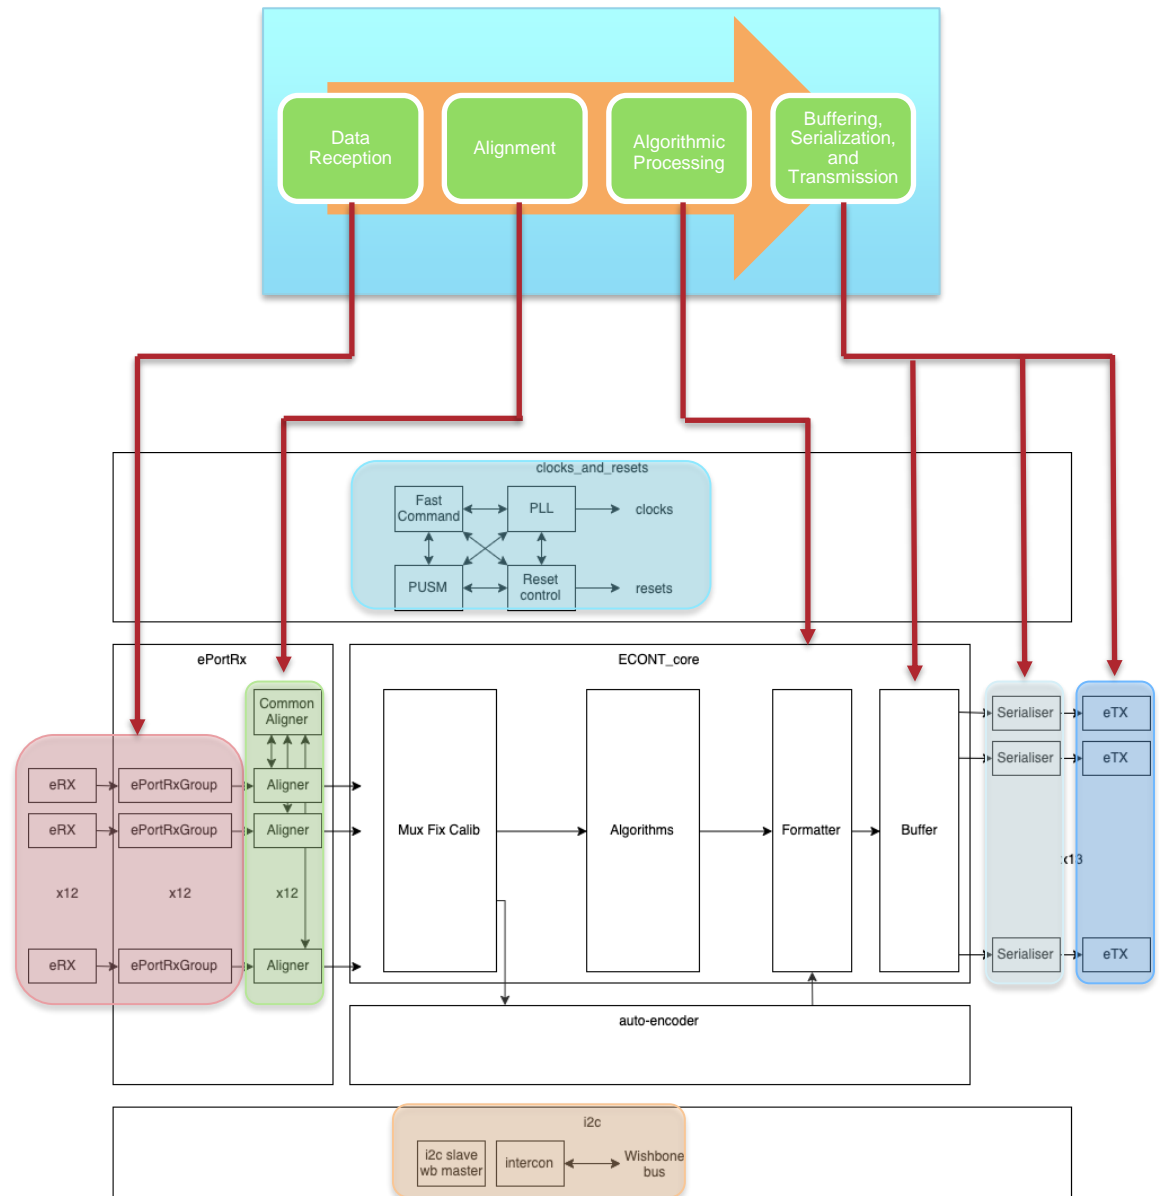 Data
Reception
Alignment
Algorithmic
Processing
Buffering,
Serialization,
and
Transmission
clocks_and_resets
Fast
Command
PLL
clocks
PUSM
Reset
control
resets
ePortRx
ECONT_core
Common
Aligner
Serialiser
eTX
Serialiser
eTX
eRX
ePortRxGroup
Aligner
eRX
ePortRxGroup
Aligner
Mux Fix Calib
Algorithms
Formatter
Buffer
x12
x12
x12
x13
eRX
ePortRxGroup
Aligner
Serialiser
eTX
auto-encoder
i2c
i2c slave
wb master
intercon
Wishbone
bus